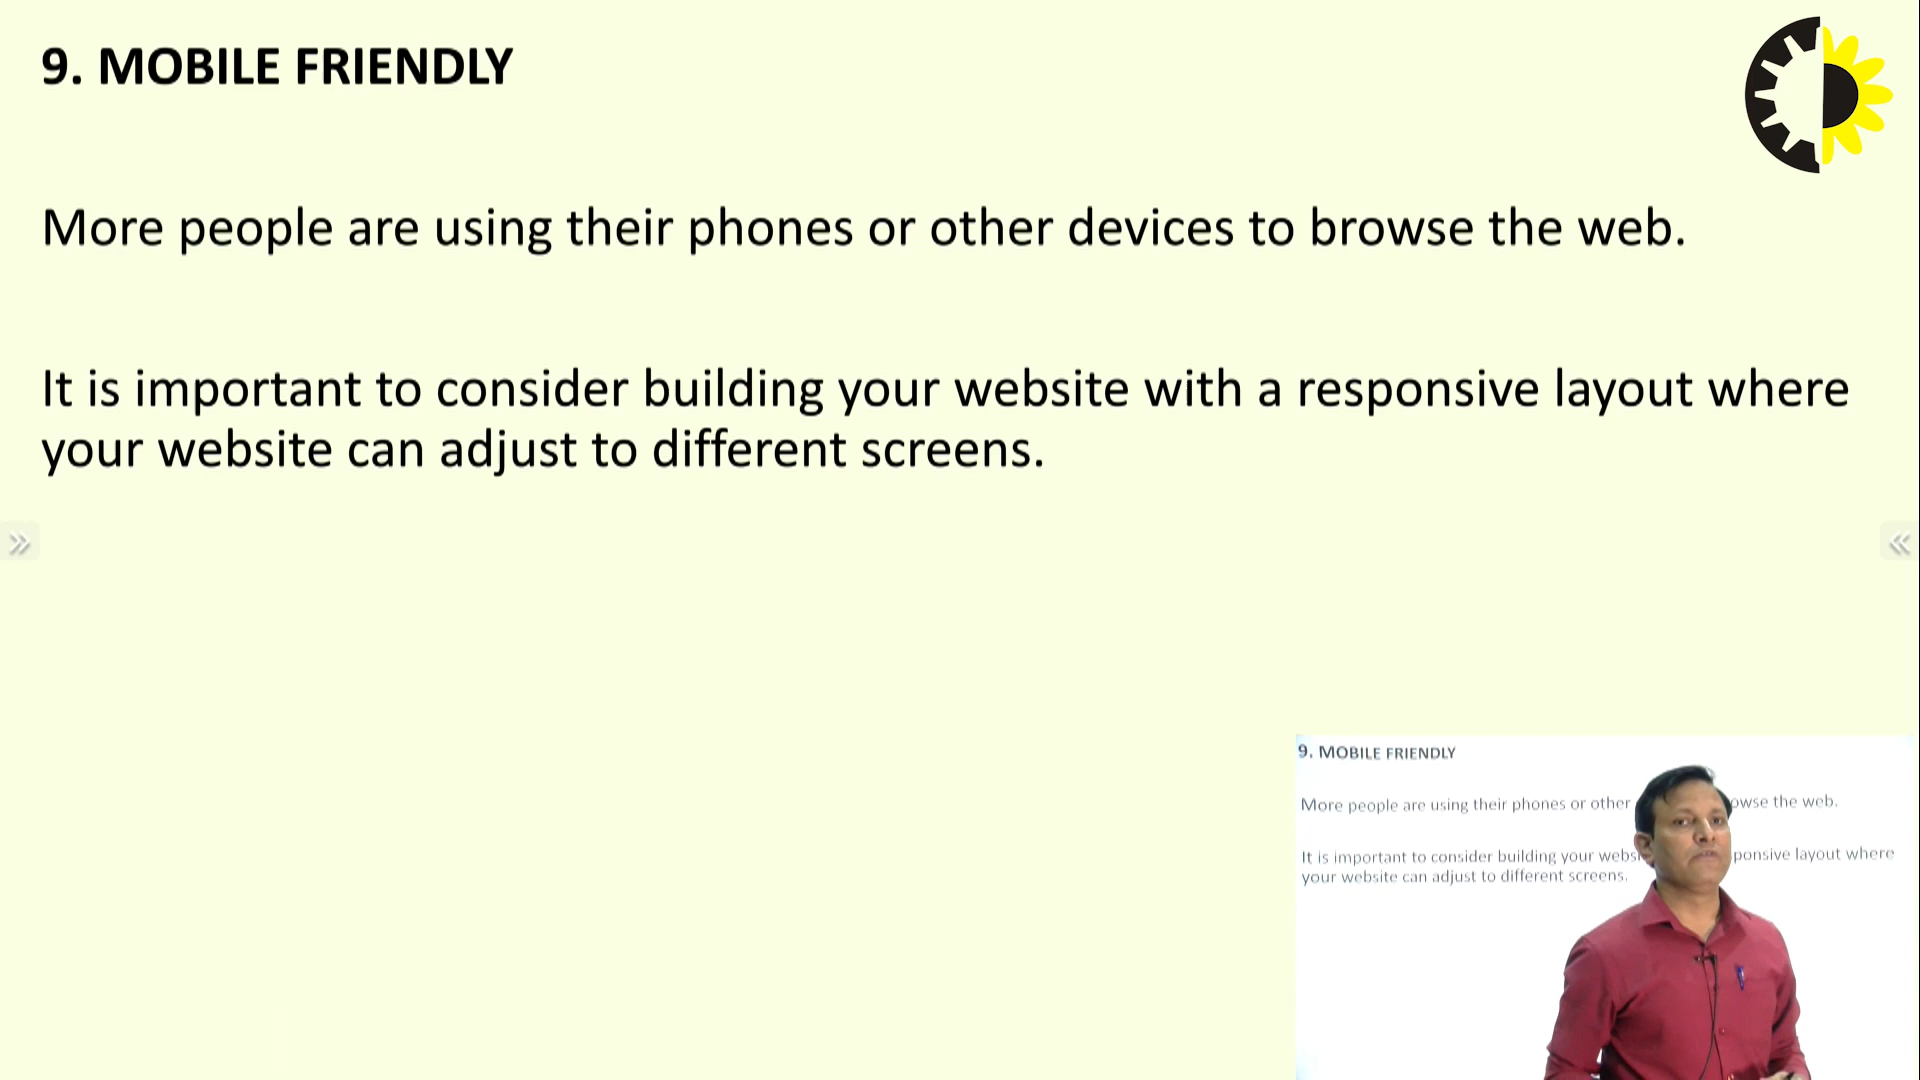 9. MOBILE FRIENDLY
More people are using their phones or other devices to browse the web.
It is important to consider building your website with a responsive layout where
your website can adjust to different screens.
9. MOBILE FRIENDLY
More people are using their phones or other owse the web.
It is important to consider building your websi ponsive layout where
your website can adjust to different screens.